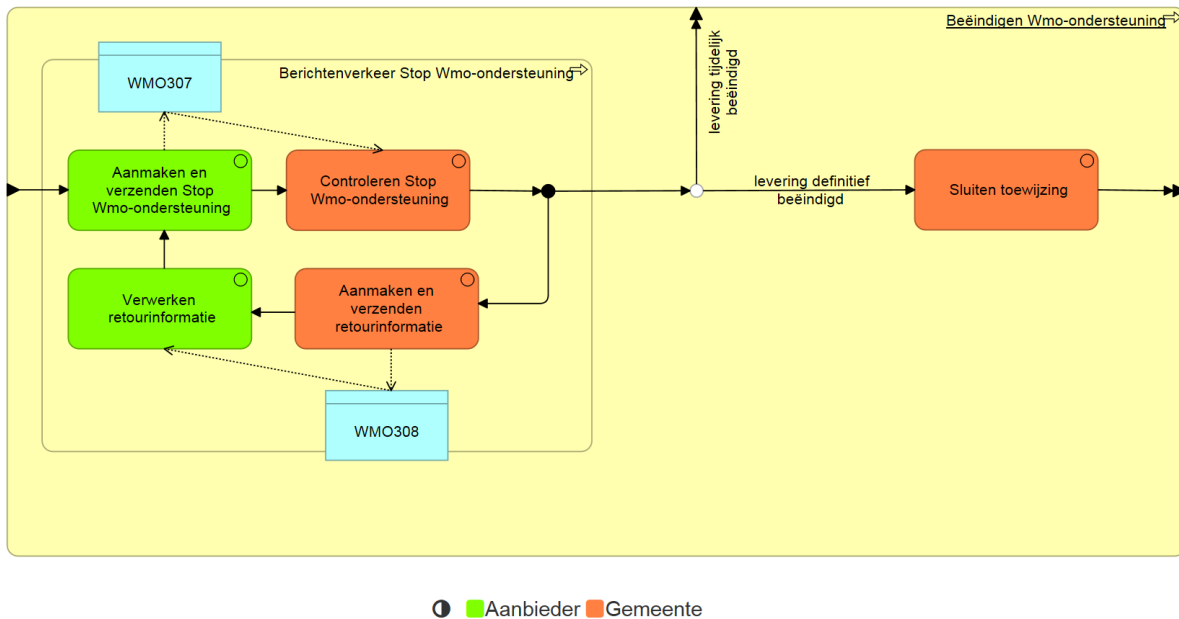 Beëindigen Wmo-ondersteuning
levering tijdelijk
beëindigd
Berichtenverkeer Stop Wmo-ondersteuning
WMO307
Aanmaken en
verzenden Stop
Wmo-ondersteuning
Controleren Stop
Wmo-ondersteuning
levering definitief
beëindigd
Sluiten toewijzing
Verwerken
retourinformatie
Aanmaken en
verzenden
retourinformatie
WMO308
Aanbieder Gemeente